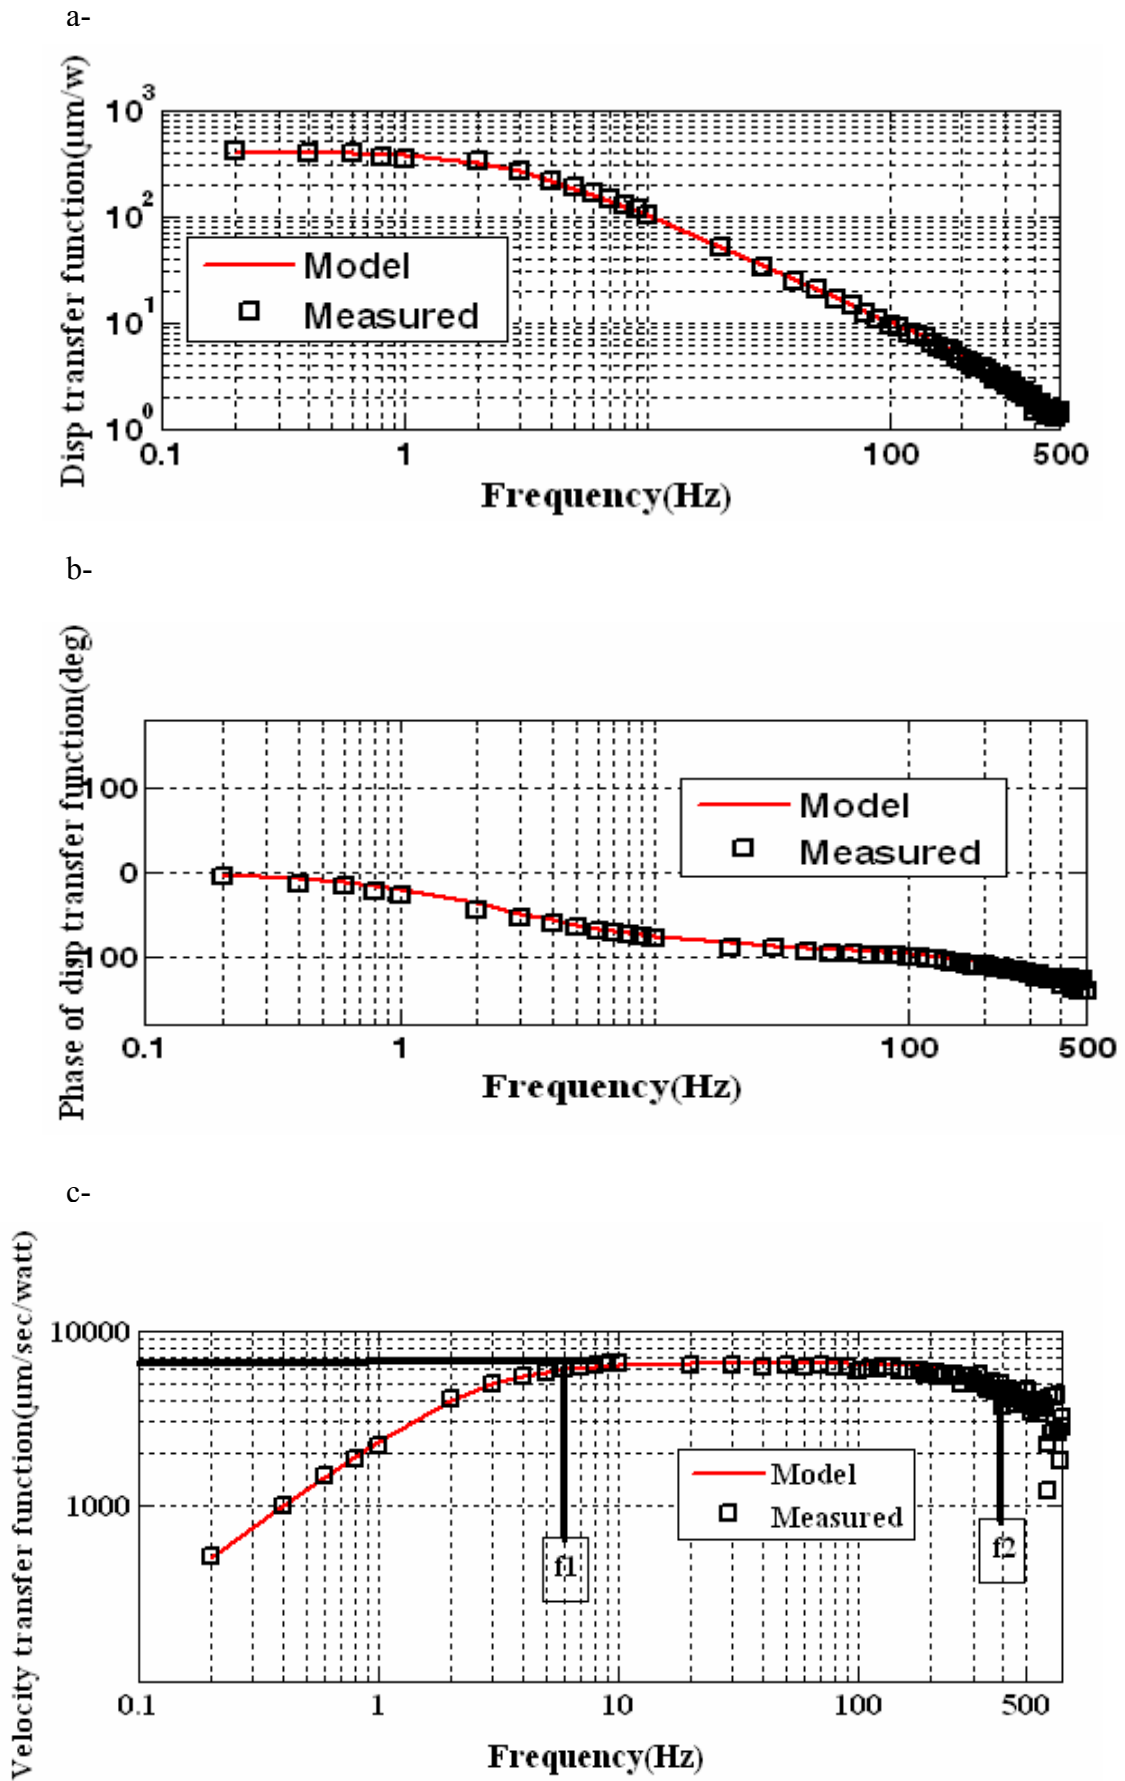 a-
Disp transfer function(μm/w)
10³
10²
10¹
10⁰
Model
Measured
0.1 1 100 500
Frequency(Hz)
b-
Phase of disp transfer function(deg)
100
0
100
Model
Measured
0.1 1 100 500
Frequency(Hz)
c-
Velocity transfer function(μm/sec/watt)
10000
1000
Model
Measured
f1
f2
0.1 1 10 100 500
Frequency(Hz)